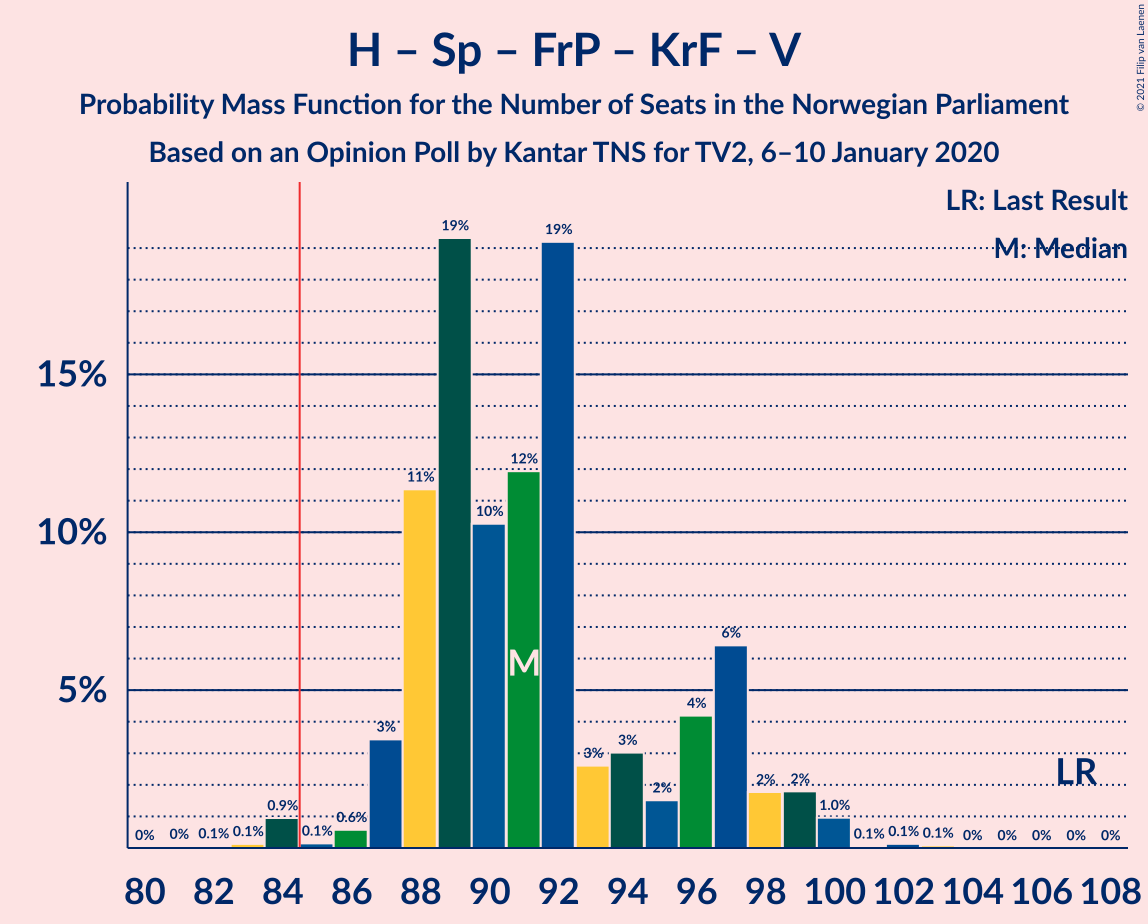 H – Sp – FrP – KrF – V
Probability Mass Function for the Number of Seats in the Norwegian Parliament
Based on an Opinion Poll by Kantar TNS for TV2, 6–10 January 2020
© 2021 Filip van Laenen
LR: Last Result
M: Median
15%
10%
5%
0% 0% 0.1% 0.1% 0.9% 0.1% 0.6% 3% 11% 19% 10% 12% 19% 3% 3% 2% 4% 6% 2% 2% 1.0% 0.1% 0.1% 0.1% 0% 0% 0% 0% 0%
M
LR
80 82 84 86 88 90 92 94 96 98 100 102 104 106 108